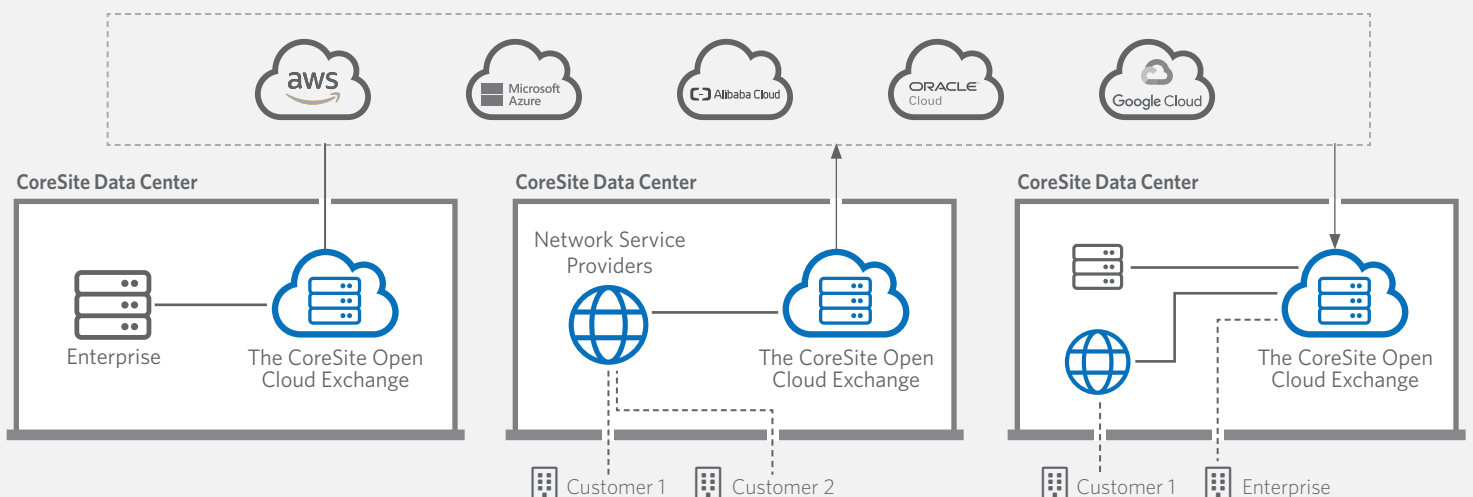 aws
Microsoft
Azure
Alibaba Cloud
ORACLE
Cloud
Google Cloud
CoreSite Data Center
CoreSite Data Center
CoreSite Data Center
Enterprise
The CoreSite Open
Cloud Exchange
Network Service
Providers
The CoreSite Open
Cloud Exchange
The CoreSite Open
Cloud Exchange
Customer 1
Customer 2
Customer 1
Enterprise